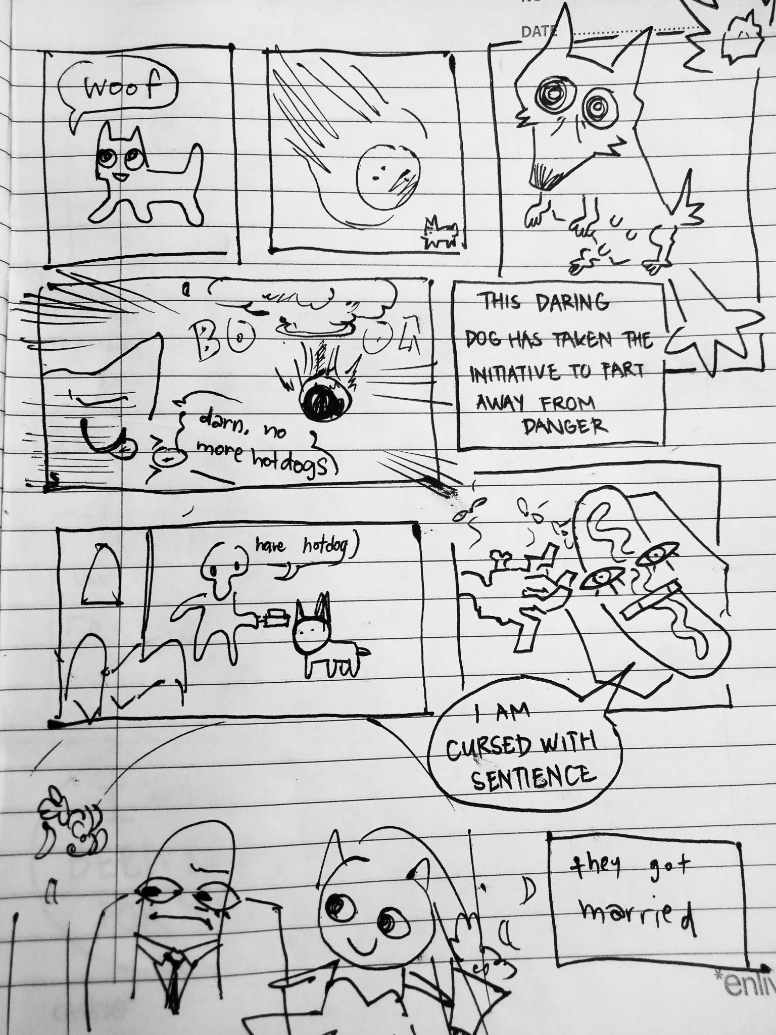 DATE
woof
BOOM
darn, no
more hotdogs
THIS DARING
DOG HAS TAKEN THE
INITIATIVE TO FART
AWAY FROM
DANGER
have hotdog
I AM
CURSED WITH
SENTIENCE
they got
married